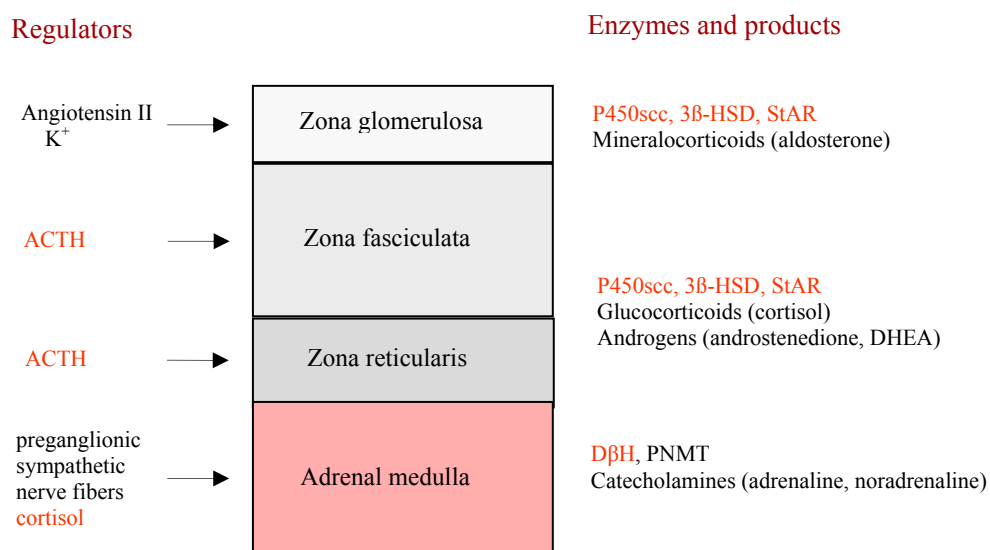 Regulators
Enzymes and products
Angiotensin II
K⁺
Zona glomerulosa
P450scc, 3ß-HSD, StAR
Mineralocorticoids (aldosterone)
ACTH
Zona fasciculata
P450scc, 3ß-HSD, StAR
Glucocorticoids (cortisol)
Androgens (androstenedione, DHEA)
ACTH
Zona reticularis
preganglionic
sympathetic
nerve fibers
cortisol
Adrenal medulla
DβH, PNMT
Catecholamines (adrenaline, noradrenaline)